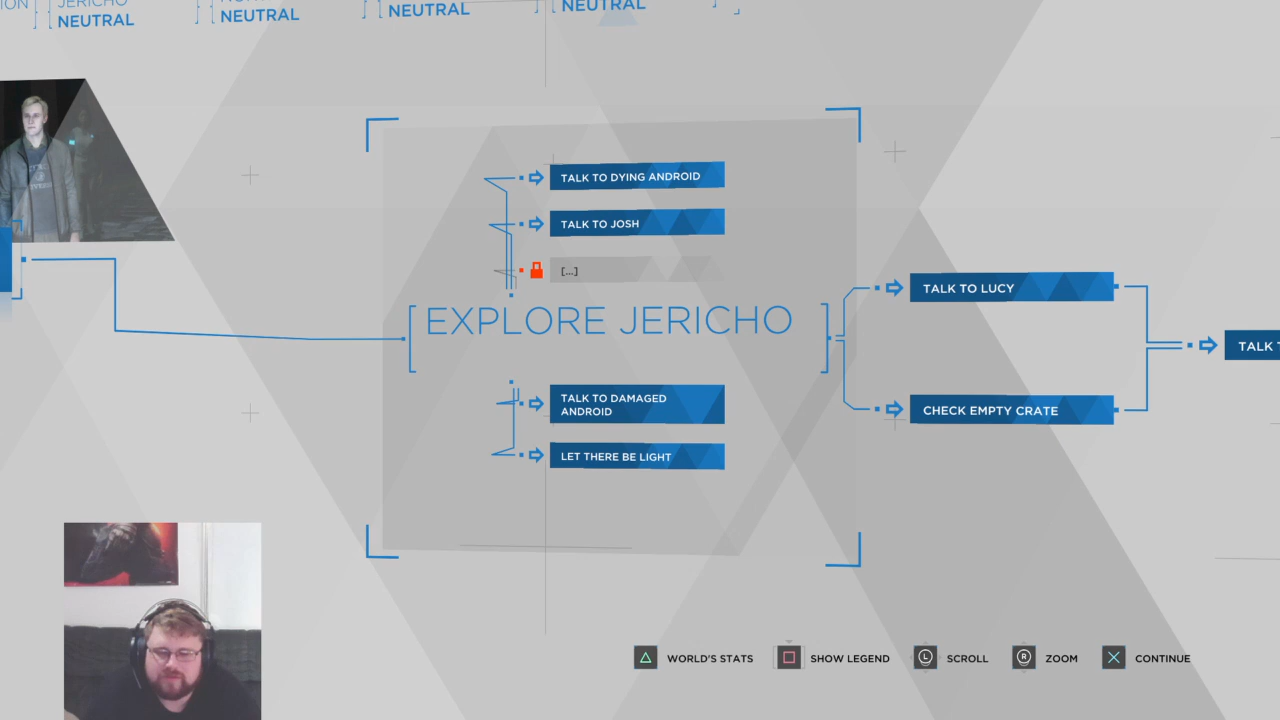 JERICHO
NEUTRAL
NEUTRAL
NEUTRAL
NEUTRAL
TALK TO DYING ANDROID
TALK TO JOSH
[...]
EXPLORE JERICHO
TALK TO LUCY
TALK
TALK TO DAMAGED
ANDROID
CHECK EMPTY CRATE
LET THERE BE LIGHT
WORLD'S STATS
SHOW LEGEND
L
SCROLL
R
ZOOM
CONTINUE